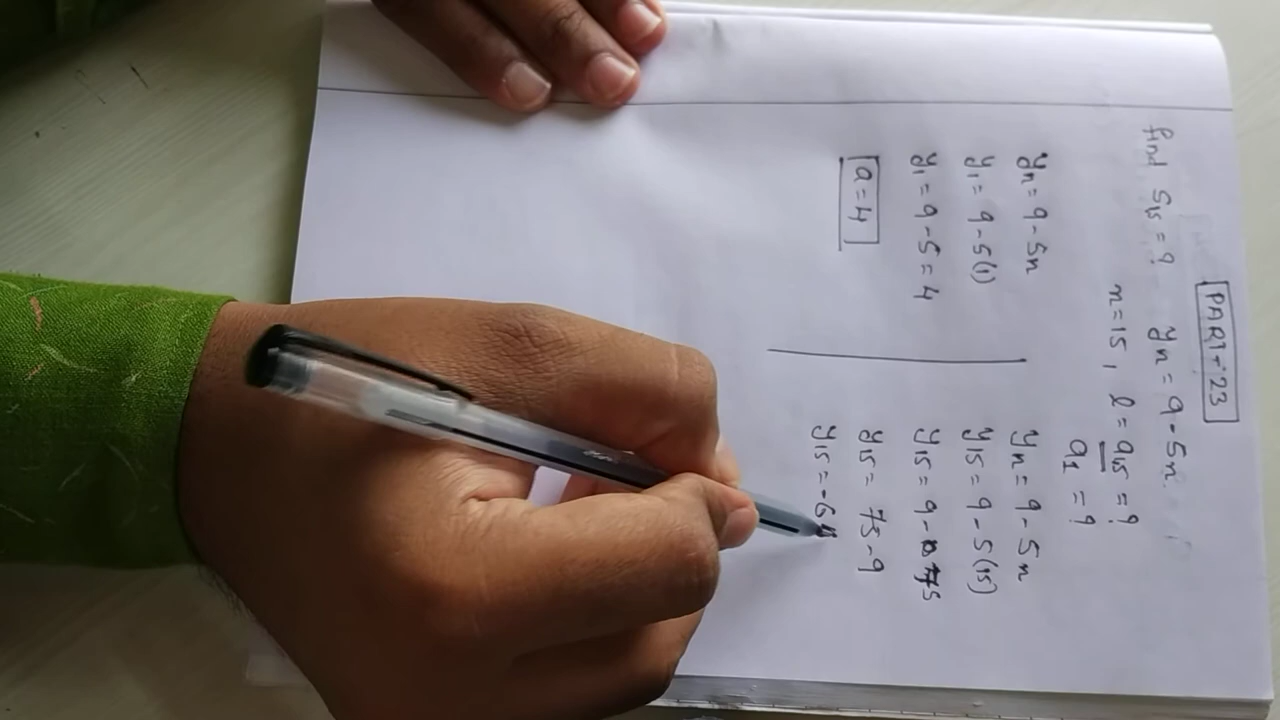 PART-23
find S15 = ? yn = 9-5n
n=15, l = a15 = ?
a1 = ?
yn = 9-5n
y1 = 9-5(1)
y1 = 9-5 = 4
a=4
yn = 9-5n
y15 = 9-5(15)
y15 = 9-75
y15 = 75-9
y15 = -6